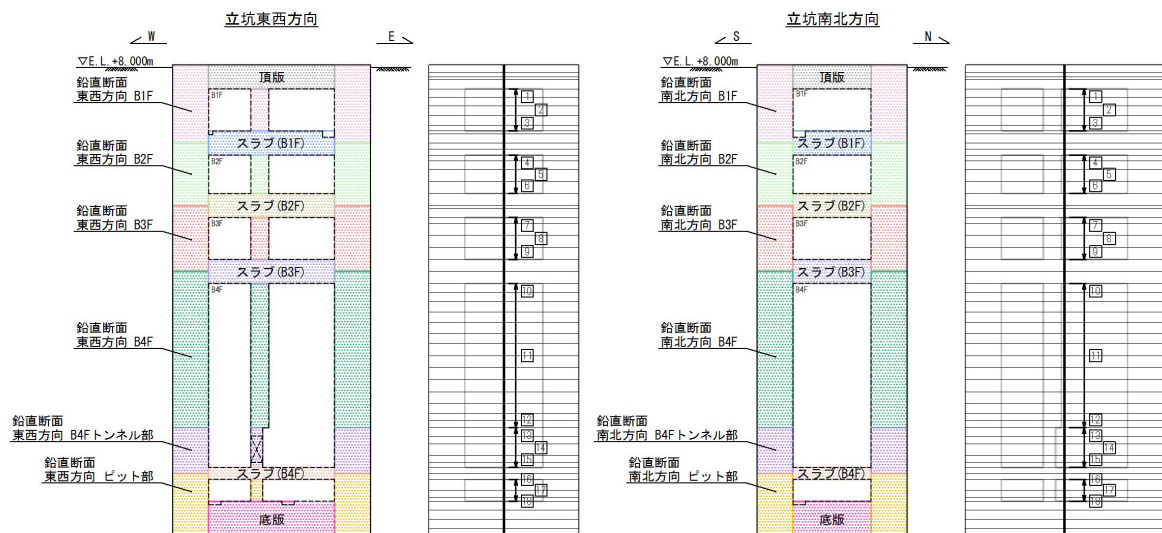 立坑東西方向
W
E
▽E.L.+8.000m
頂版
鉛直断面
東西方向 B1F
B1F
スラブ(B1F)
鉛直断面
東西方向 B2F
B2F
スラブ(B2F)
鉛直断面
東西方向 B3F
B3F
スラブ(B3F)
B4F
鉛直断面
東西方向 B4F
鉛直断面
東西方向 B4Fトンネル部
スラブ(B4F)
鉛直断面
東西方向 ピット部
底版
1
2
3
4
5
6
7
8
9
10
11
12
13
14
15
16
17
18
立坑南北方向
S
N
▽E.L.+8.000m
頂版
鉛直断面
南北方向 B1F
B1F
スラブ(B1F)
鉛直断面
南北方向 B2F
B2F
スラブ(B2F)
鉛直断面
南北方向 B3F
B3F
スラブ(B3F)
B4F
鉛直断面
南北方向 B4F
鉛直断面
南北方向 B4Fトンネル部
スラブ(B4F)
鉛直断面
南北方向 ピット部
底版
1
2
3
4
5
6
7
8
9
10
11
12
13
14
15
16
17
18